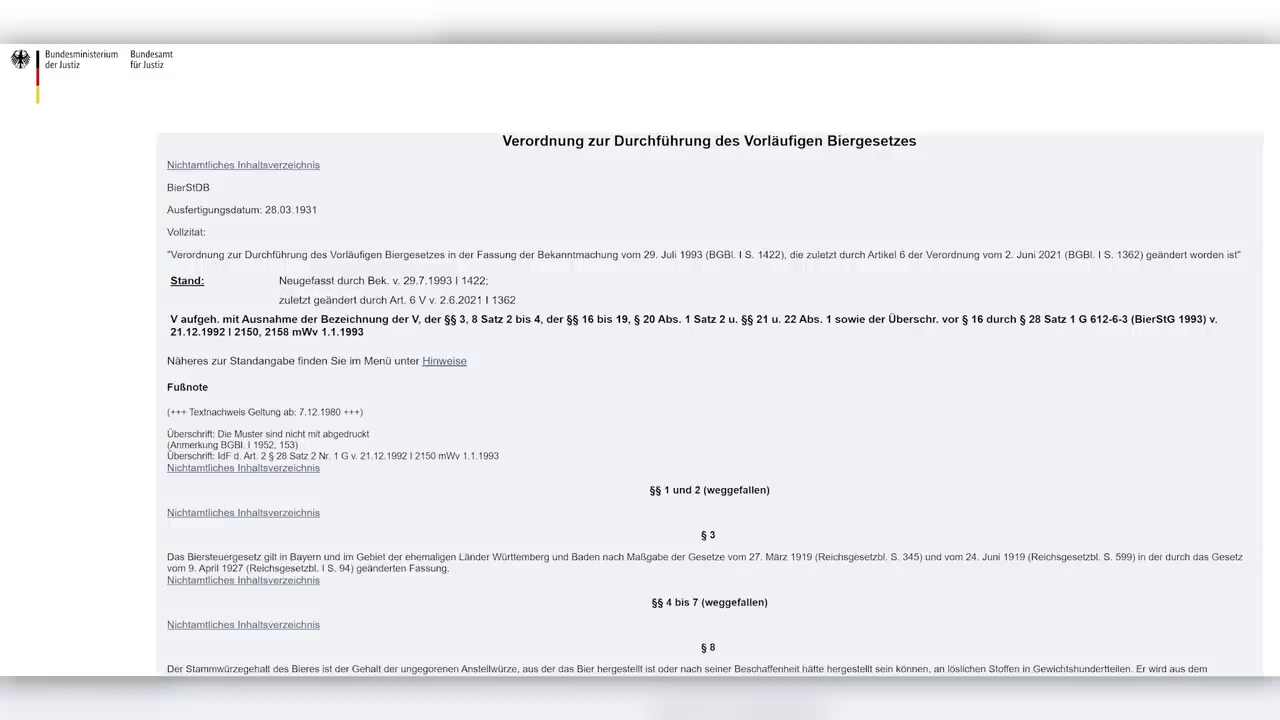 Bundesministerium
der Justiz
Bundesamt
für Justiz
Verordnung zur Durchführung des Vorläufigen Biergesetzes
Nichtamtliches Inhaltsverzeichnis
BierStDB
Ausfertigungsdatum: 28.03.1931
Vollzitat:
"Verordnung zur Durchführung des Vorläufigen Biergesetzes in der Fassung der Bekanntmachung vom 29. Juli 1993 (BGBl. I S. 1422), die zuletzt durch Artikel 6 der Verordnung vom 2. Juni 2021 (BGBl. I S. 1362) geändert worden ist"
Stand: Neugefasst durch Bek. v. 29.7.1993 I 1422;
zuletzt geändert durch Art. 6 V v. 2.6.2021 I 1362
V aufgeh. mit Ausnahme der Bezeichnung der V, der §§ 3, 8 Satz 2 bis 4, der §§ 16 bis 19, § 20 Abs. 1 Satz 2 u. §§ 21 u. 22 Abs. 1 sowie der Überschr. vor § 16 durch § 28 Satz 1 G 612-6-3 (BierStG 1993) v.
21.12.1992 I 2150, 2158 mWv 1.1.1993
Näheres zur Standangabe finden Sie im Menü unter Hinweise
Fußnote
(+++ Textnachweis Geltung ab: 7.12.1980 +++)
Überschrift: Die Muster sind nicht mit abgedruckt
(Anmerkung BGBl. I 1952, 153)
Überschrift: IdF d. Art. 2 § 28 Satz 2 Nr. 1 G v. 21.12.1992 I 2150 mWv 1.1.1993
Nichtamtliches Inhaltsverzeichnis
§§ 1 und 2 (weggefallen)
Nichtamtliches Inhaltsverzeichnis
§ 3
Das Biersteuergesetz gilt in Bayern und im Gebiet der ehemaligen Länder Württemberg und Baden nach Maßgabe der Gesetze vom 27. März 1919 (Reichsgesetzbl. S. 345) und vom 24. Juni 1919 (Reichsgesetzbl. S. 599) in der durch das Gesetz
vom 9. April 1927 (Reichsgesetzbl. I S. 94) geänderten Fassung.
Nichtamtliches Inhaltsverzeichnis
§§ 4 bis 7 (weggefallen)
Nichtamtliches Inhaltsverzeichnis
§ 8
Der Stammwürzegehalt des Bieres ist der Gehalt der ungegorenen Anstellwürze, aus der das Bier hergestellt ist oder nach seiner Beschaffenheit hätte hergestellt sein können, an löslichen Stoffen in Gewichtshundertteilen. Er wird aus dem